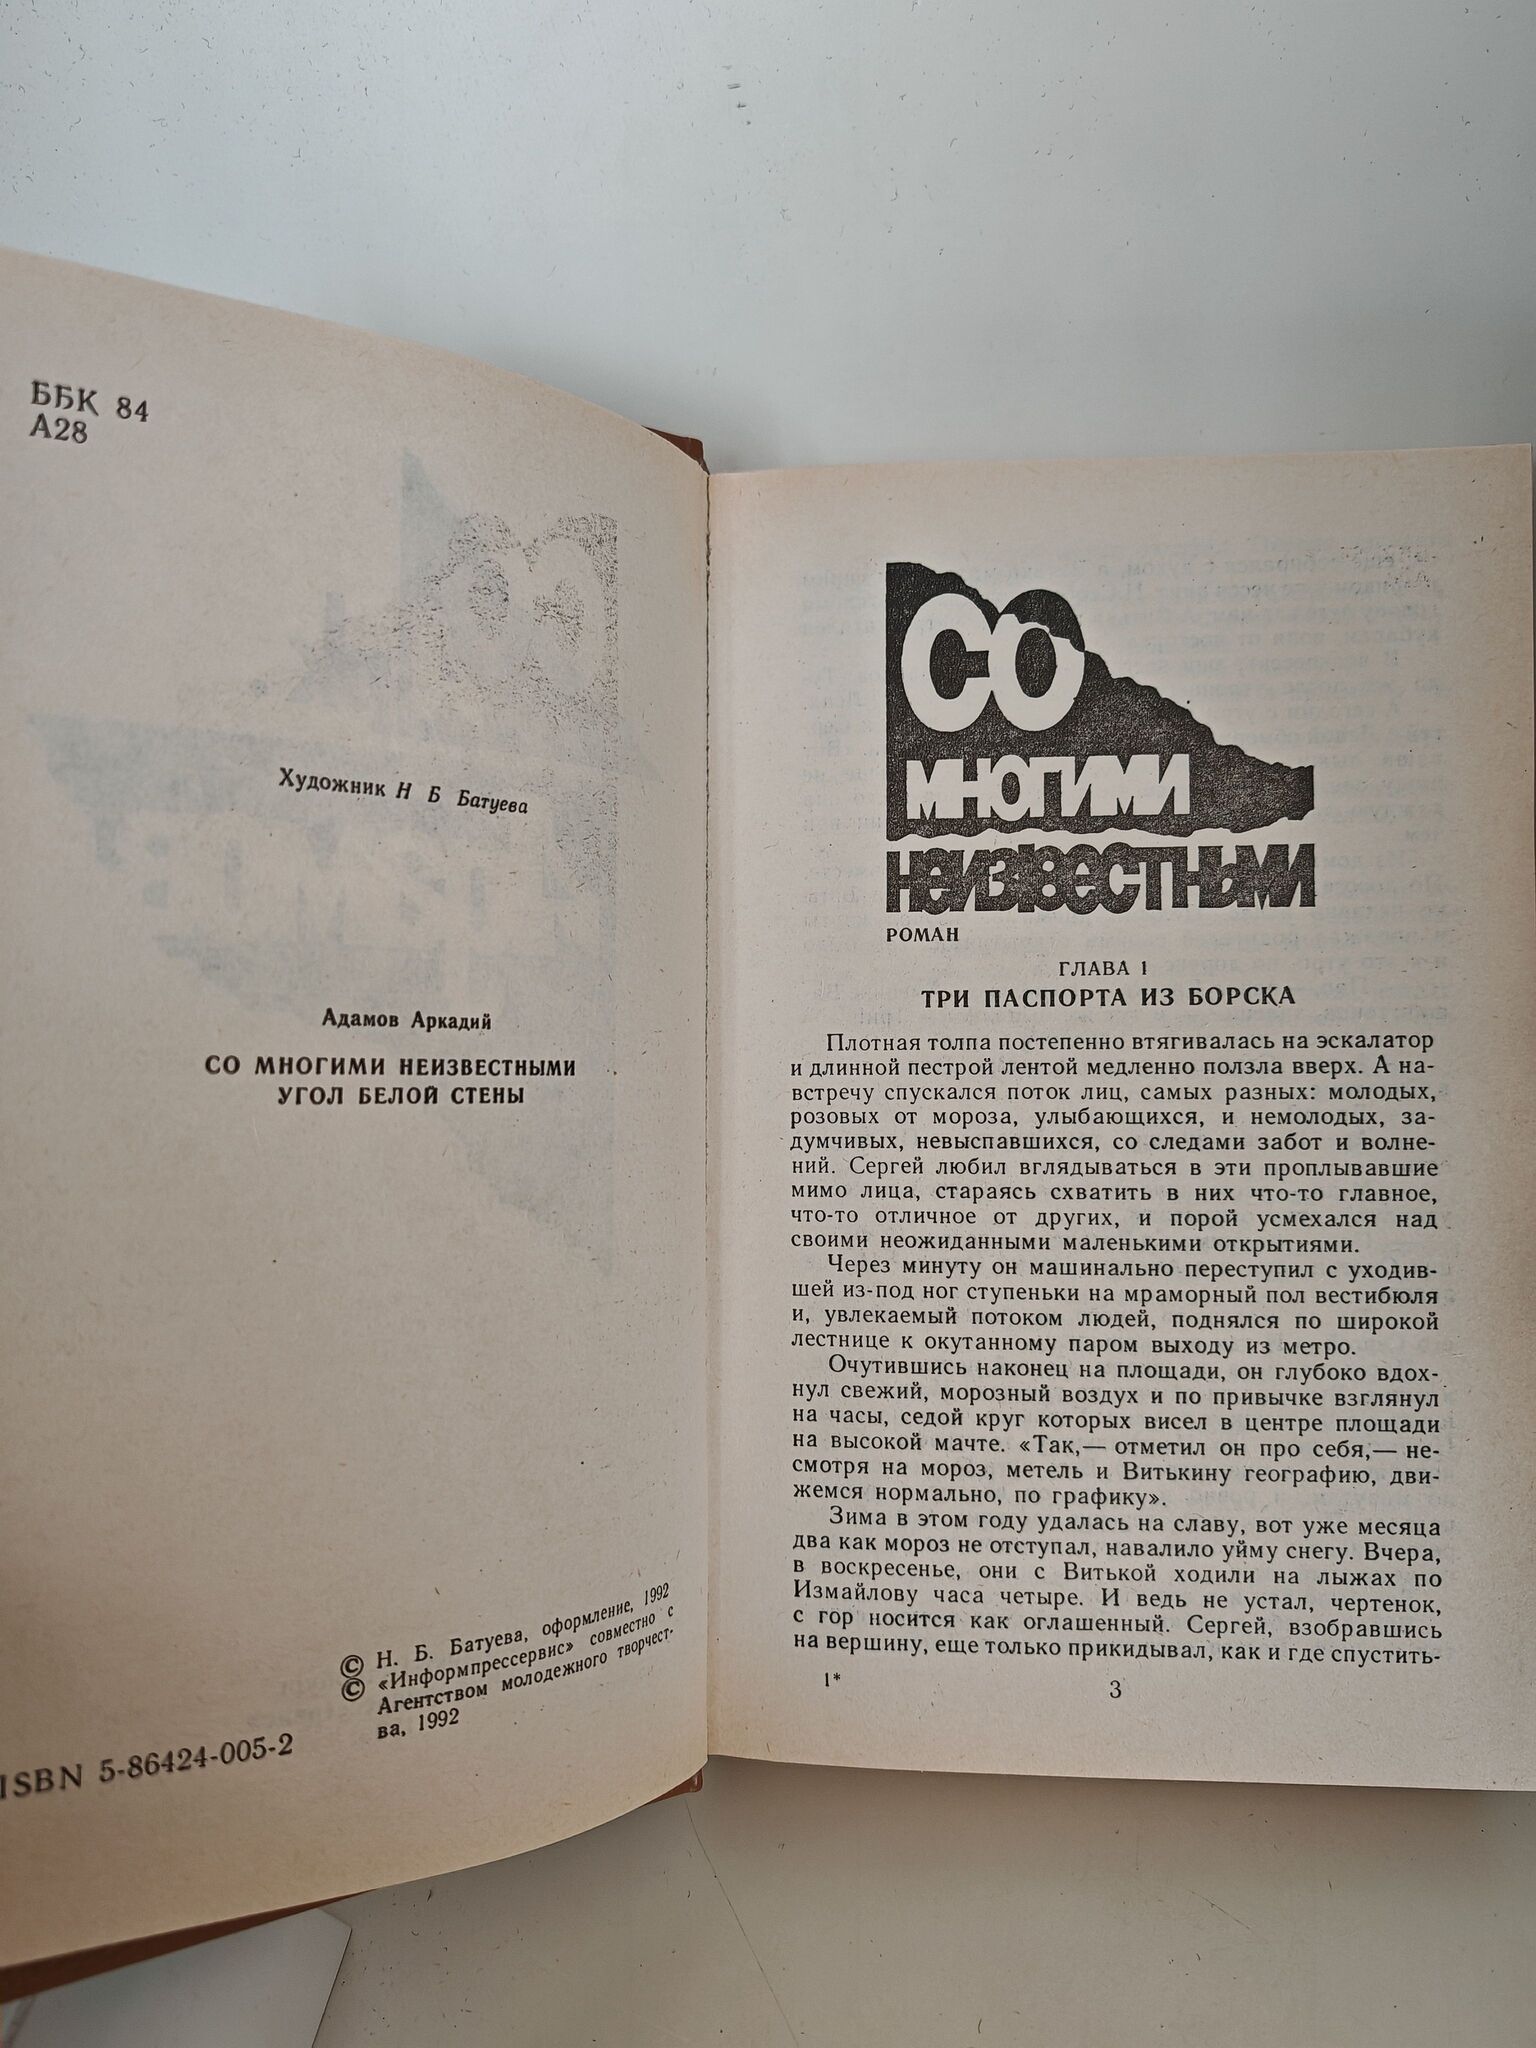 ББК 84
А28
Художник Н Б Батуева
Адамов Аркадий
СО МНОГИМИ НЕИЗВЕСТНЫМИ
УГОЛ БЕЛОЙ СТЕНЫ
© Н. Б. Батуева, оформление, 1992
© «Информпрессервис» совместно с
Агентством молодежного творчест-
ва, 1992
ISBN 5-86424-005-2
СО
МНОГИМИ
НЕИЗВЕСТНЫМИ
РОМАН
ГЛАВА 1
ТРИ ПАСПОРТА ИЗ БОРСКА
Плотная толпа постепенно втягивалась на эскалатор
и длинной пестрой лентой медленно ползла вверх. А на-
встречу спускался поток лиц, самых разных: молодых,
розовых от мороза, улыбающихся, и немолодых, за-
думчивых, невыспавшихся, со следами забот и волне-
ний. Сергей любил вглядываться в эти проплывавшие
мимо лица, стараясь схватить в них что-то главное,
что-то отличное от других, и порой усмехался над
своими неожиданными маленькими открытиями.
Через минуту он машинально переступил с уходив-
шей из-под ног ступеньки на мраморный пол вестибюля
и, увлекаемый потоком людей, поднялся по широкой
лестнице к окутанному паром выходу из метро.
Очутившись наконец на площади, он глубоко вдох-
нул свежий, морозный воздух и по привычке взглянул
на часы, седой круг которых висел в центре площади
на высокой мачте. «Так,— отметил он про себя,— не-
смотря на мороз, метель и Витькину географию, дви-
жемся нормально, по графику».
Зима в этом году удалась на славу, вот уже месяца
два как мороз не отступал, навалило уйму снегу. Вчера,
в воскресенье, они с Витькой ходили на лыжах по
Измайлову часа четыре. И ведь не устал, чертенок,
с гор носится как оглашенный. Сергей, взобравшись
на вершину, еще только прикидывал, как и где спустить-
1*
3